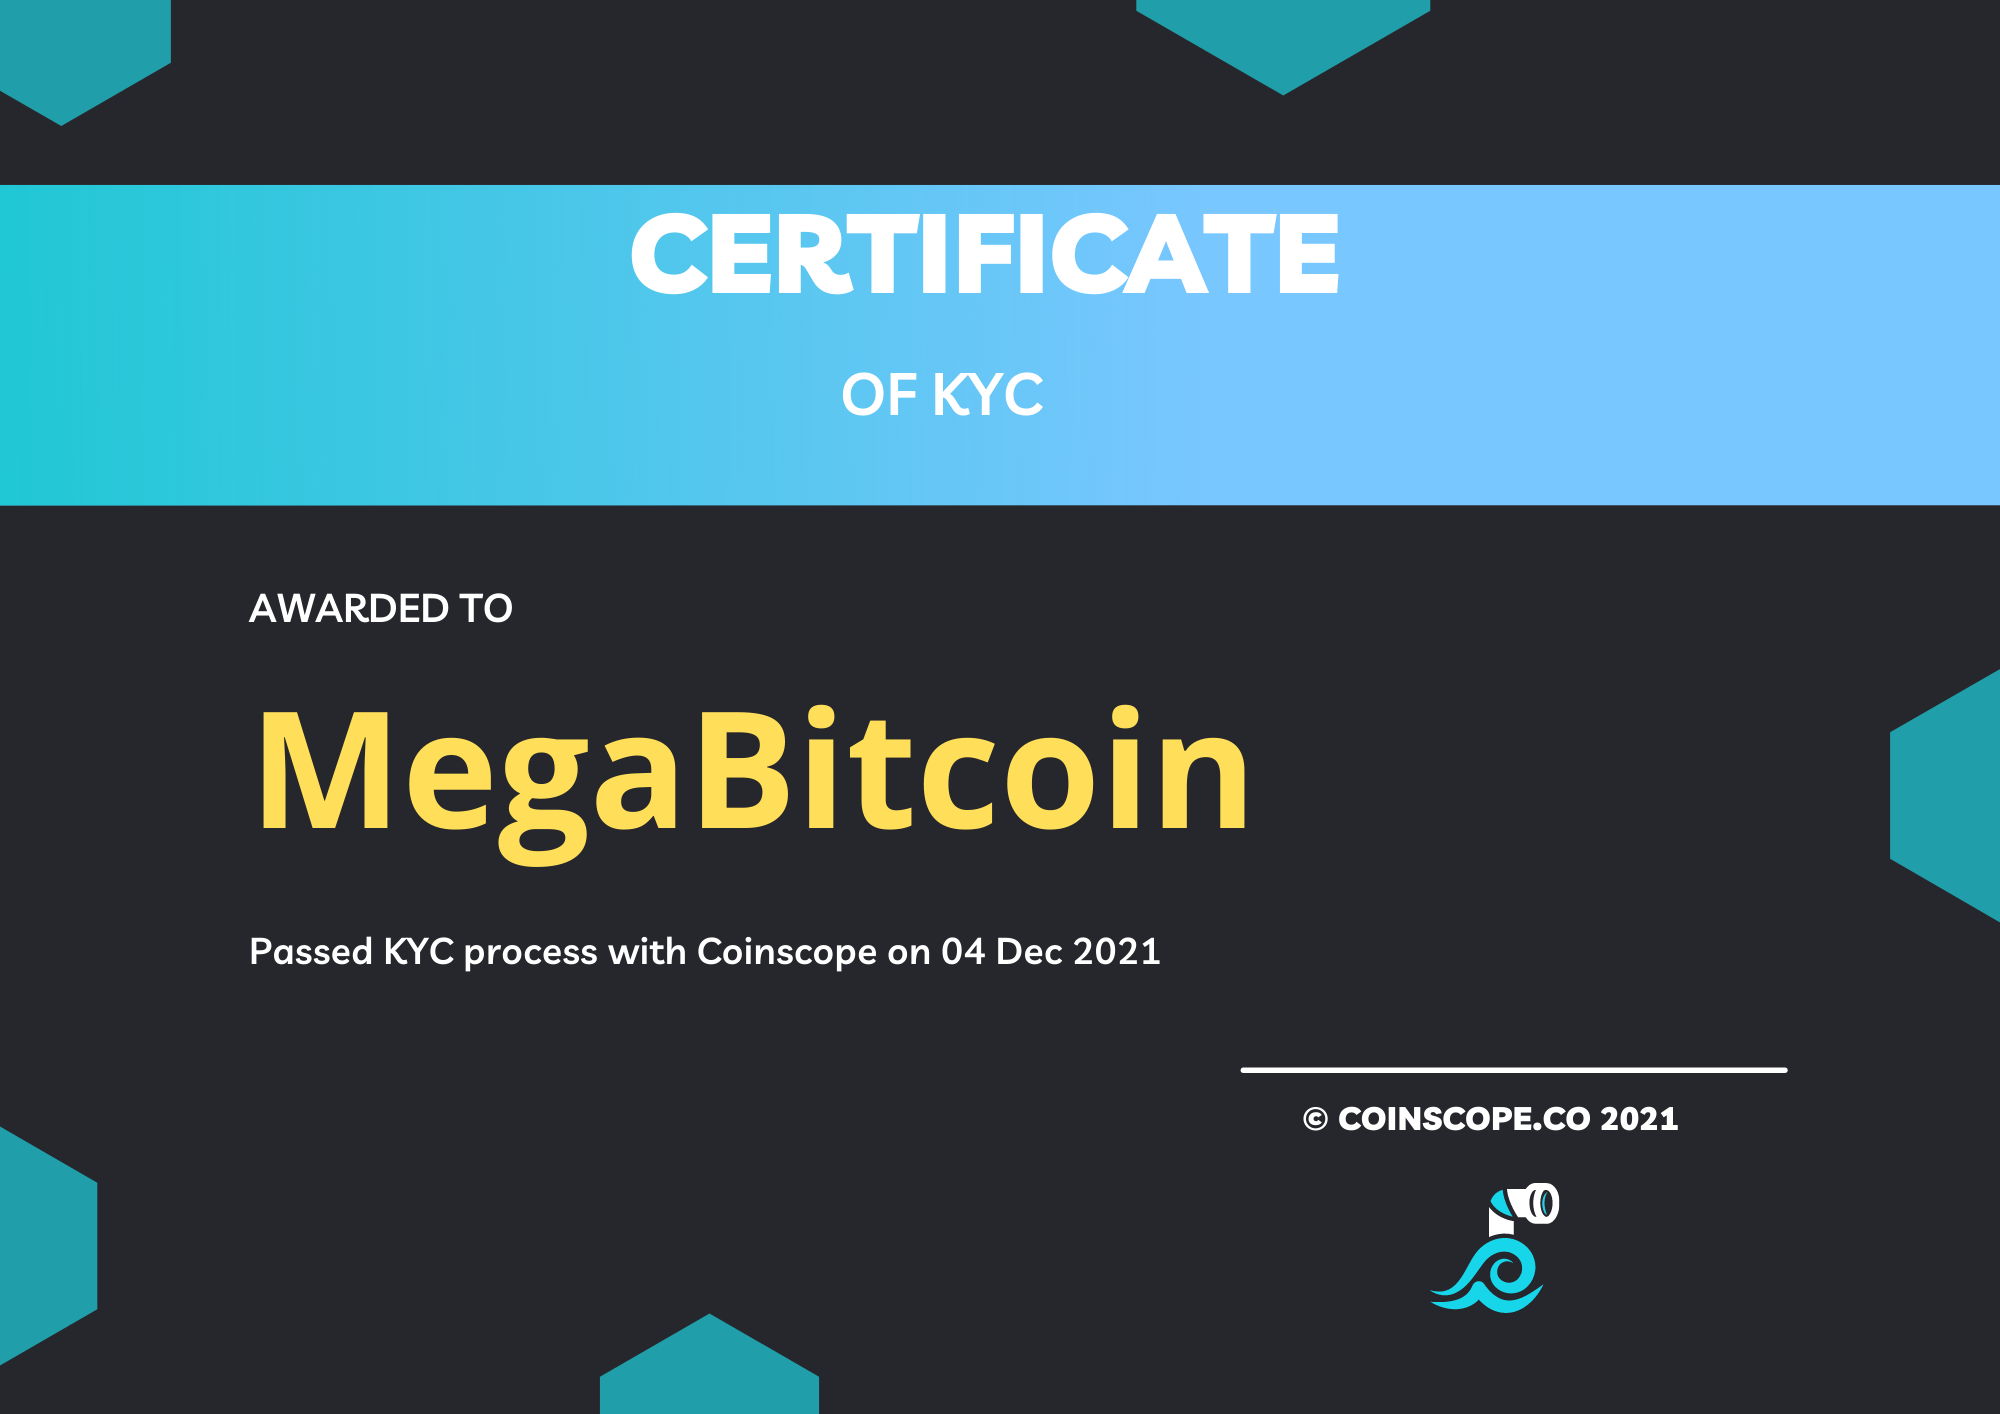 CERTIFICATE
OF KYC
AWARDED TO
MegaBitcoin
Passed KYC process with Coinscope on 04 Dec 2021
© COINSCOPE.CO 2021